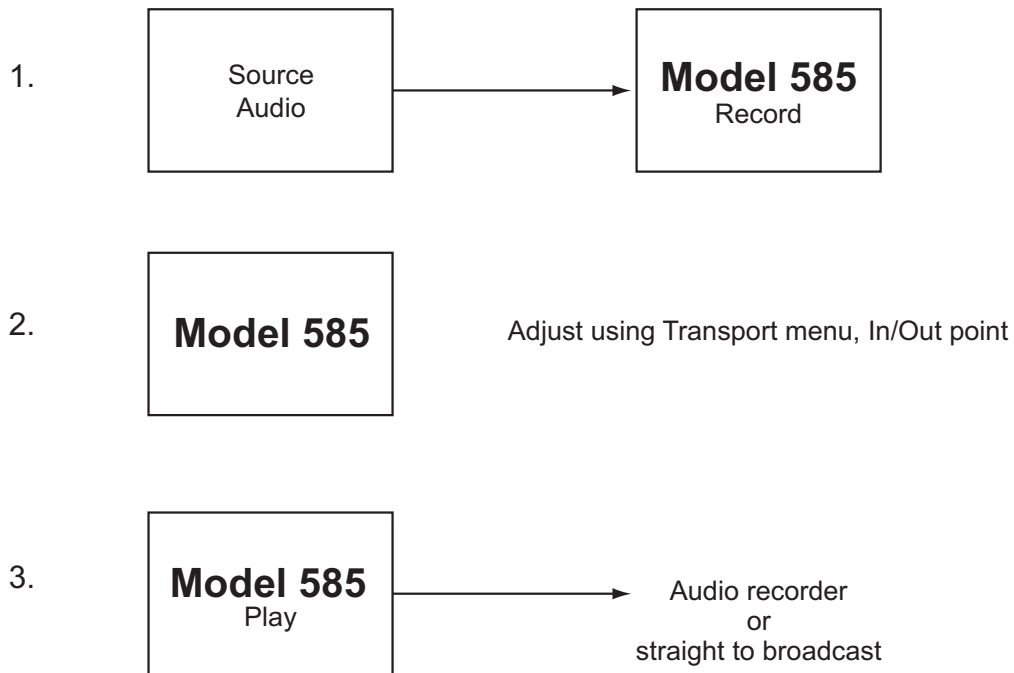 1.
Source
Audio
Model 585
Record
2.
Model 585
Adjust using Transport menu, In/Out point
3.
Model 585
Play
Audio recorder
or
straight to broadcast